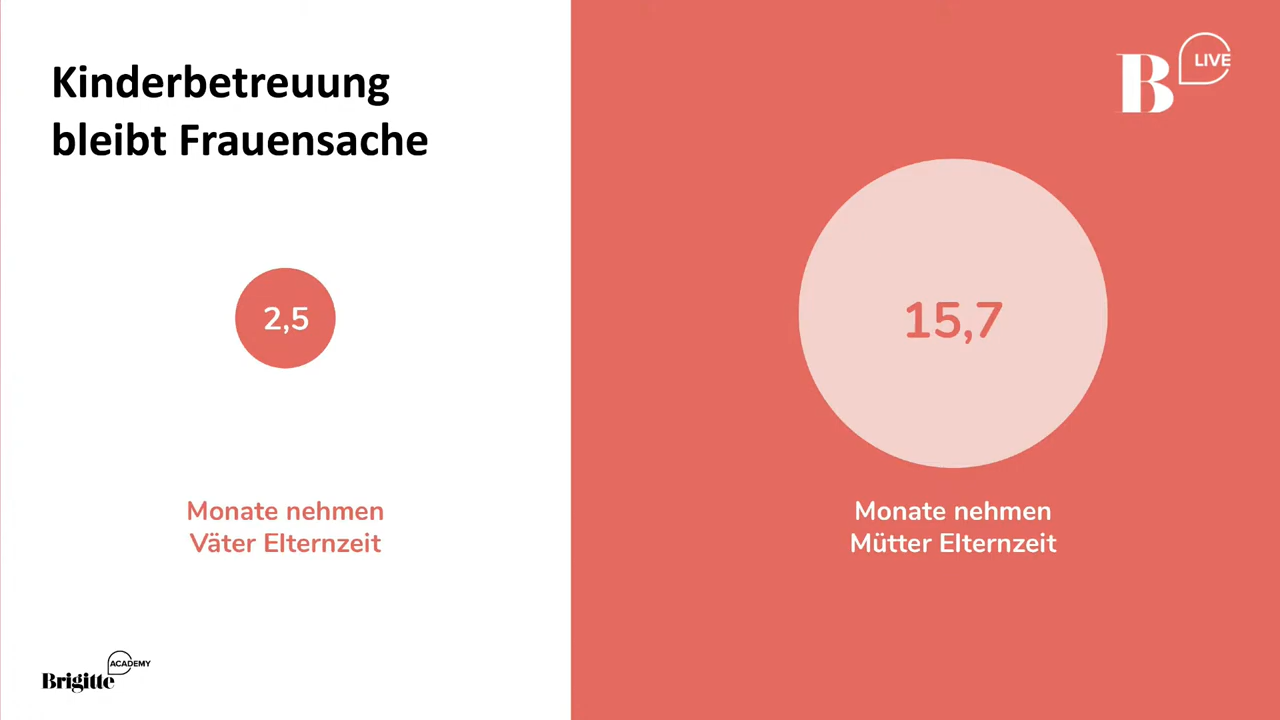 Kinderbetreuung
bleibt Frauensache
2,5
Monate nehmen
Väter Elternzeit
ACADEMY
Brigitte
B LIVE
15,7
Monate nehmen
Mütter Elternzeit